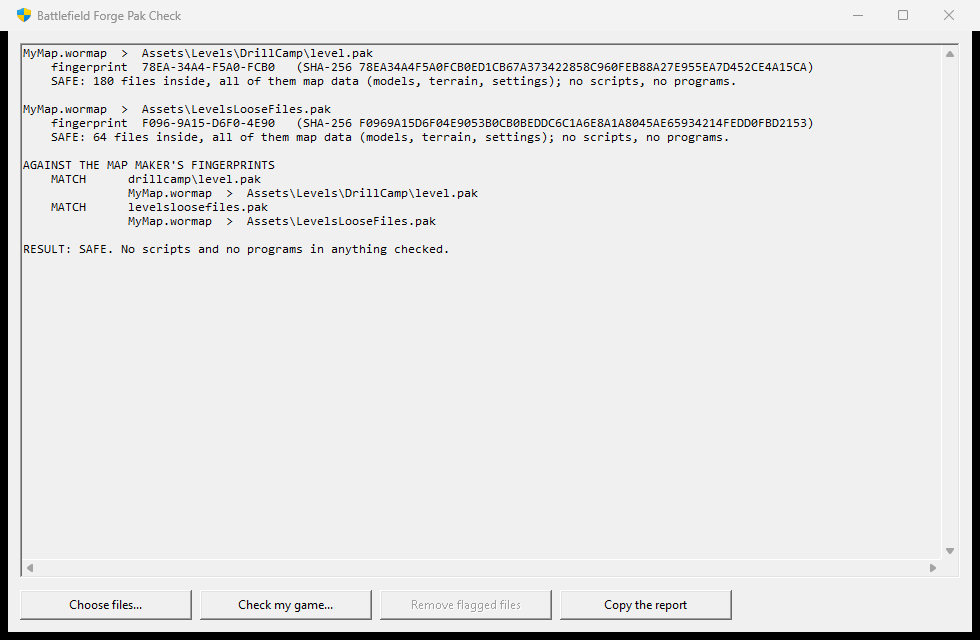 Battlefield Forge Pak Check
MyMap.wormap  >  Assets\Levels\DrillCamp\level.pak
fingerprint  78EA-34A4-F5A0-FCB0   (SHA-256 78EA34A4F5A0FCB0ED1CB67A373422858C960FEB88A27E955EA7D452CE4A15CA)
SAFE: 180 files inside, all of them map data (models, terrain, settings); no scripts, no programs.
MyMap.wormap  >  Assets\LevelsLooseFiles.pak
fingerprint  F096-9A15-D6F0-4E90   (SHA-256 F0969A15D6F04E9053B0CB0BEDDC6C1A6E8A1A8045AE65934214FEDD0FBD2153)
SAFE: 64 files inside, all of them map data (models, terrain, settings); no scripts, no programs.
AGAINST THE MAP MAKER'S FINGERPRINTS
MATCH      drillcamp\level.pak
MyMap.wormap  >  Assets\Levels\DrillCamp\level.pak
MATCH      levelsloosefiles.pak
MyMap.wormap  >  Assets\LevelsLooseFiles.pak
RESULT: SAFE. No scripts and no programs in anything checked.
Choose files...
Check my game...
Remove flagged files
Copy the report